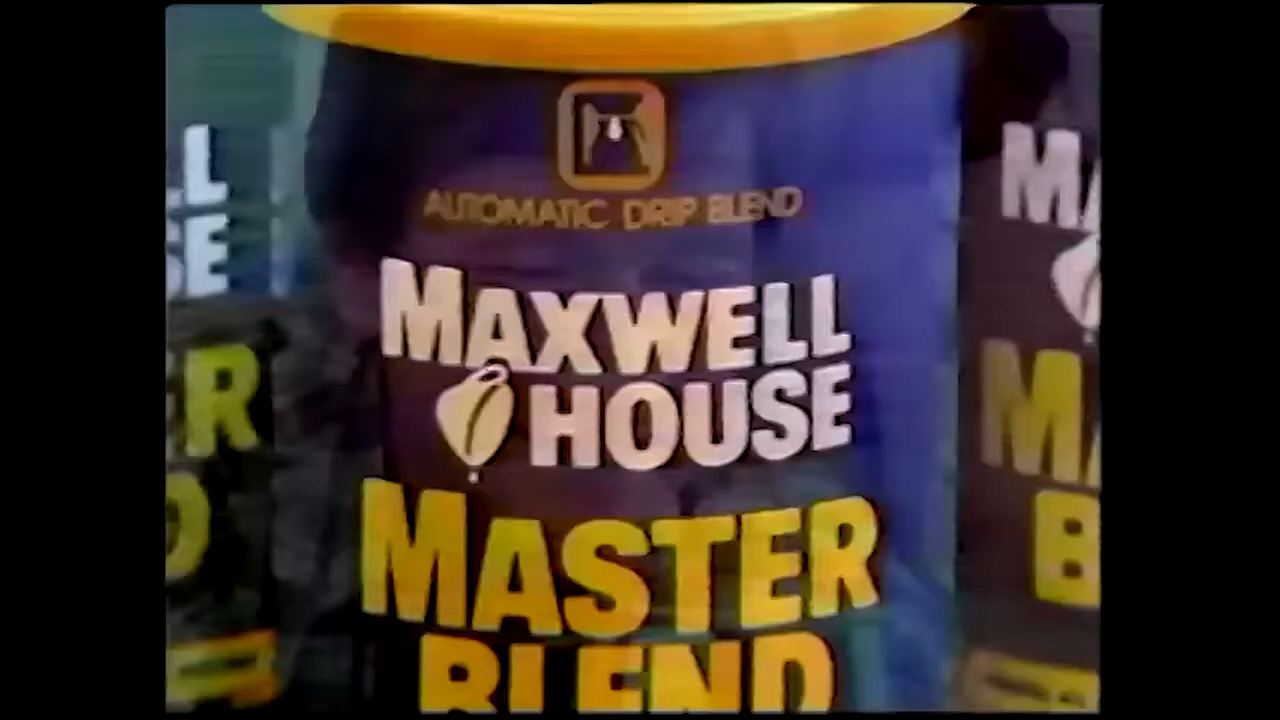 AUTOMATIC DRIP BLEND
MAXWELL
HOUSE
MASTER
BLEND